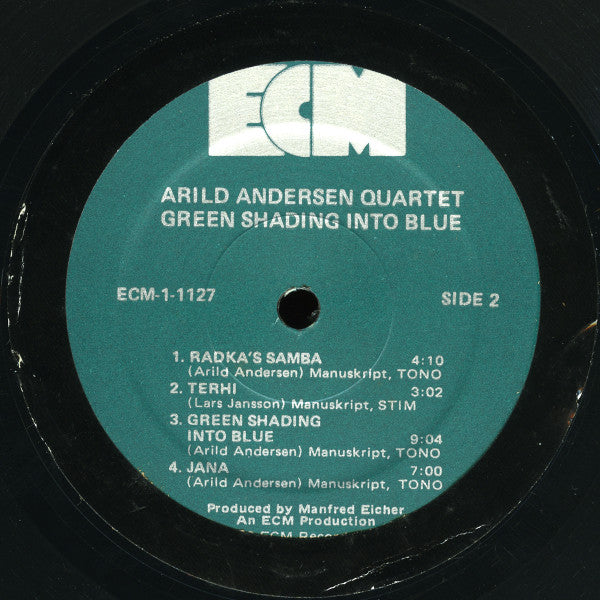 ECM
ARILD ANDERSEN QUARTET
GREEN SHADING INTO BLUE
ECM-1-1127 SIDE 2
1. RADKA'S SAMBA 4:10
(Arild Andersen) Manuskript, TONO
2. TERHI 3:02
(Lars Jansson) Manuskript, STIM
3. GREEN SHADING
INTO BLUE 9:04
(Arild Andersen) Manuskript, TONO
4. JANA 7:00
(Arild Andersen) Manuskript, TONO
Produced by Manfred Eicher
An ECM Production
ECM